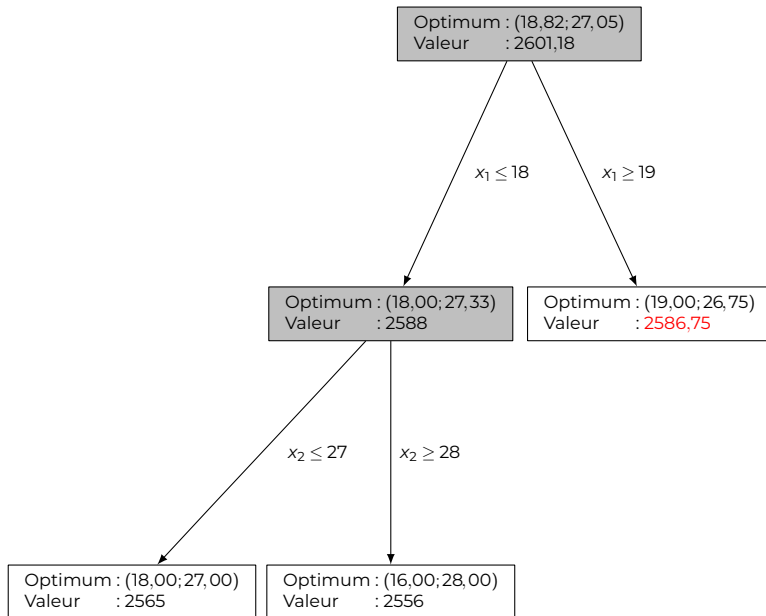 Optimum : (18,82;27,05)
Valeur : 2601,18
x₁ ≤ 18
x₁ ≥ 19
Optimum : (18,00;27,33)
Valeur : 2588
Optimum : (19,00;26,75)
Valeur : 2586,75
x₂ ≤ 27
x₂ ≥ 28
Optimum : (18,00;27,00)
Valeur : 2565
Optimum : (16,00;28,00)
Valeur : 2556